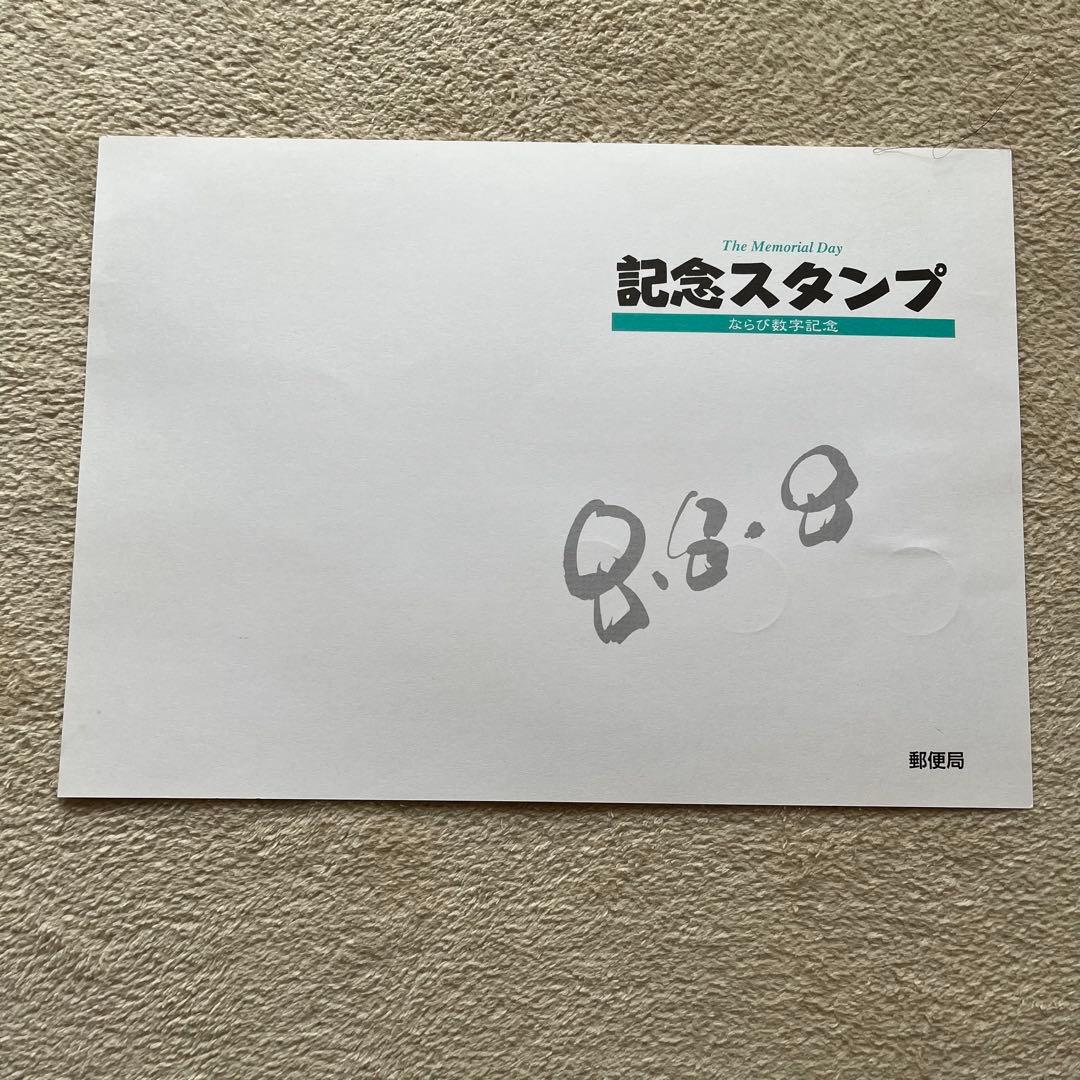 The Memorial Day
記念スタンプ
ならび数字記念
8.8.8
郵便局